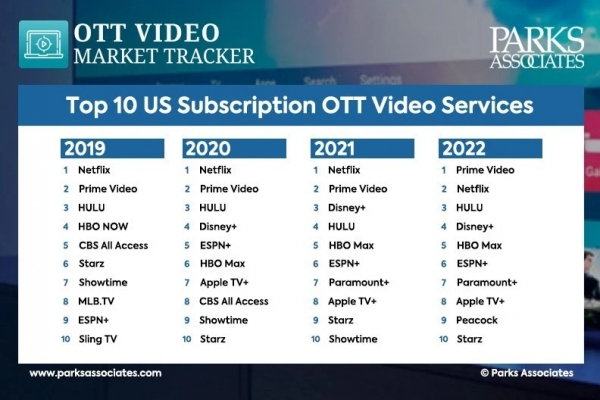 OTT VIDEO
MARKET TRACKER
PARKS
ASSOCIATES
Search
Settings
Top 10 US Subscription OTT Video Services
2019
1 Netflix
2 Prime Video
3 HULU
4 HBO NOW
5 CBS All Access
6 Starz
7 Showtime
8 MLB.TV
9 ESPN+
10 Sling TV
2020
1 Netflix
2 Prime Video
3 HULU
4 Disney+
5 ESPN+
6 HBO Max
7 Apple TV+
8 CBS All Access
9 Showtime
10 Starz
2021
1 Netflix
2 Prime Video
3 Disney+
4 HULU
5 HBO Max
6 ESPN+
7 Paramount+
8 Apple TV+
9 Starz
10 Showtime
2022
1 Prime Video
2 Netflix
3 HULU
4 Disney+
5 HBO Max
6 ESPN+
7 Paramount+
8 Apple TV+
9 Peacock
10 Starz
www.parksassociates.com
© Parks Associates